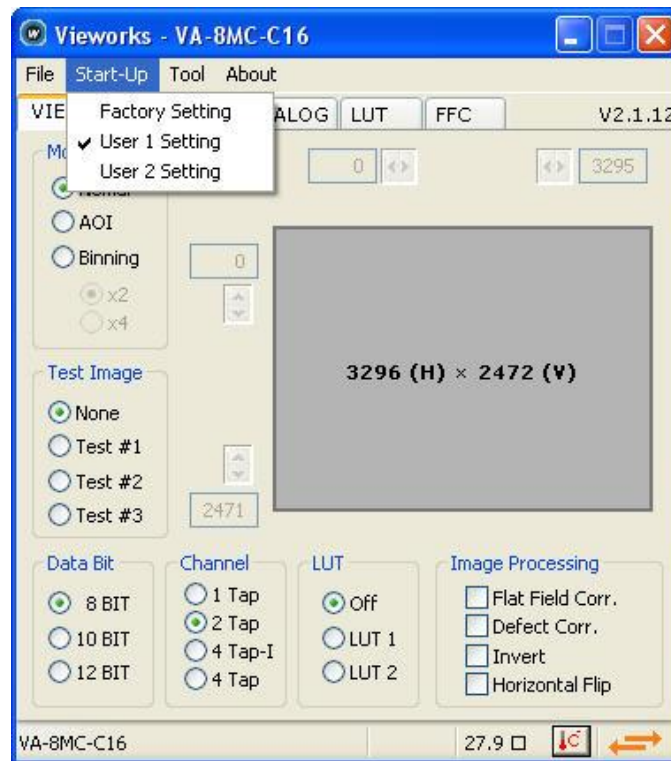 Vieworks - VA-8MC-C16
File Start-Up Tool About
VIE ALOG LUT FFC V2.1.12
Factory Setting
User 1 Setting
User 2 Setting
0 3295
AOI
Binning 0
x2
x4
3296 (H) × 2472 (V)
Test Image
None
Test #1
Test #2
Test #3 2471
Data Bit Channel LUT Image Processing
8 BIT 1 Tap Off Flat Field Corr.
10 BIT 2 Tap LUT 1 Defect Corr.
12 BIT 4 Tap-I LUT 2 Invert
4 Tap Horizontal Flip
VA-8MC-C16 27.9 □ C